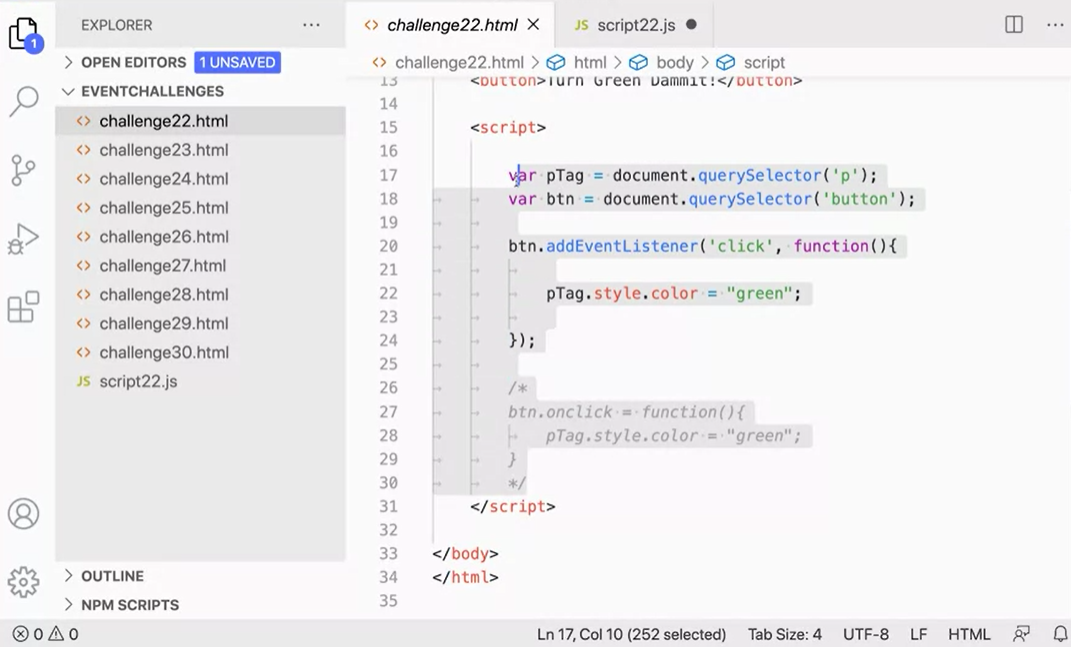 EXPLORER
challenge22.html
JS script22.js
1
OPEN EDITORS 1 UNSAVED
challenge22.html > html > body > script
EVENTCHALLENGES
challenge22.html
challenge23.html
challenge24.html
challenge25.html
challenge26.html
challenge27.html
challenge28.html
challenge29.html
challenge30.html
JS script22.js
OUTLINE
NPM SCRIPTS
13 <button>Turn Green Dammit!</button>
14
15 <script>
16
17 var pTag = document.querySelector('p');
18 var btn = document.querySelector('button');
19
20 btn.addEventListener('click', function(){
21
22 pTag.style.color = "green";
23
24 });
25
26 /*
27 btn.onclick = function(){
28 pTag.style.color = "green";
29 }
30 */
31 </script>
32
33 </body>
34 </html>
35
0 0
Ln 17, Col 10 (252 selected) Tab Size: 4 UTF-8 LF HTML